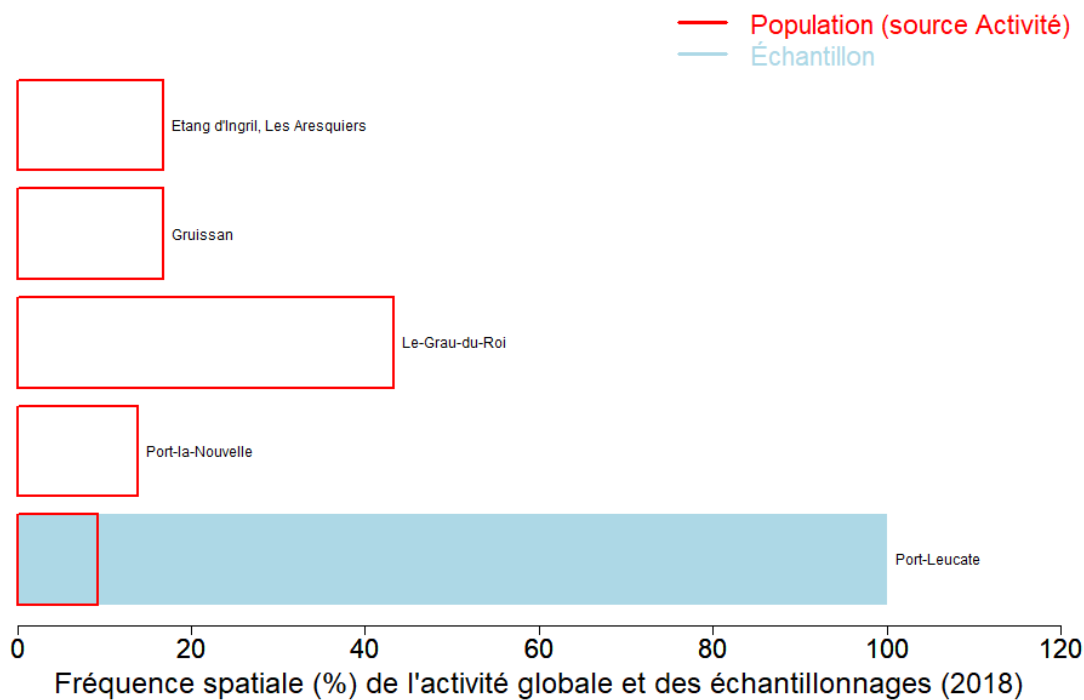 Population (source Activité)
Échantillon
Etang d'Ingril, Les Aresquiers
Gruissan
Le-Grau-du-Roi
Port-la-Nouvelle
Port-Leucate
0 20 40 60 80 100 120
Fréquence spatiale (%) de l'activité globale et des échantillonnages (2018)